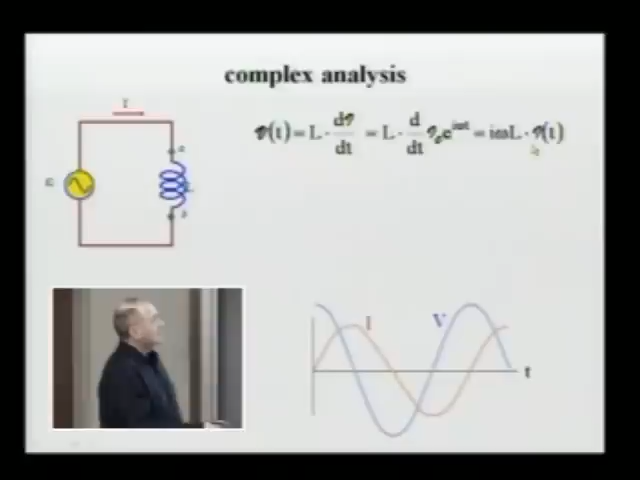 complex analysis
I
𝒱(t) = L · dℐ/dt = L · d/dt ℐ₀e^iωt = iωL · ℐ(t)
ε
a
L
b
I
V
t